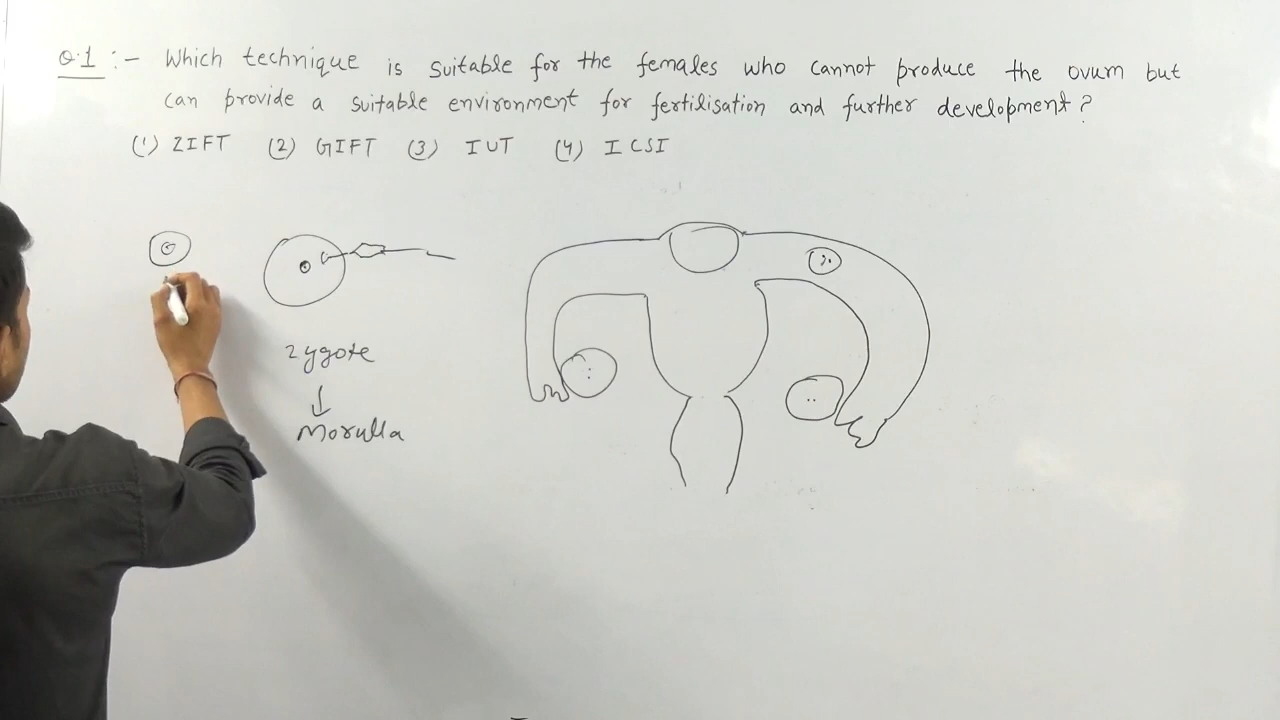 Q.1 :- Which technique is suitable for the females who cannot produce the ovum but
can provide a suitable environment for fertilisation and further development?
(1) ZIFT (2) GIFT (3) IUT (4) ICSI
zygote
↓
Morulla